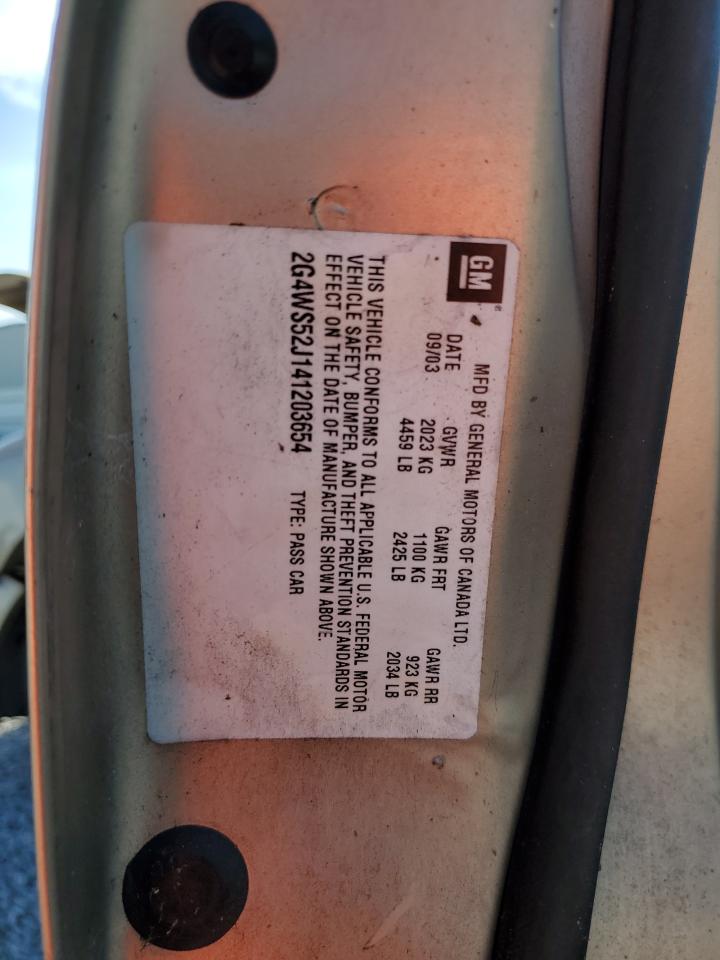 GM
MFD BY GENERAL MOTORS OF CANADA LTD.
DATE GVWR GAWR FRT GAWR RR
09/03 2023 KG 1100 KG 923 KG
4459 LB 2425 LB 2034 LB
THIS VEHICLE CONFORMS TO ALL APPLICABLE U.S. FEDERAL MOTOR
VEHICLE SAFETY, BUMPER, AND THEFT PREVENTION STANDARDS IN
EFFECT ON THE DATE OF MANUFACTURE SHOWN ABOVE.
2G4WS52J141203654 TYPE: PASS CAR